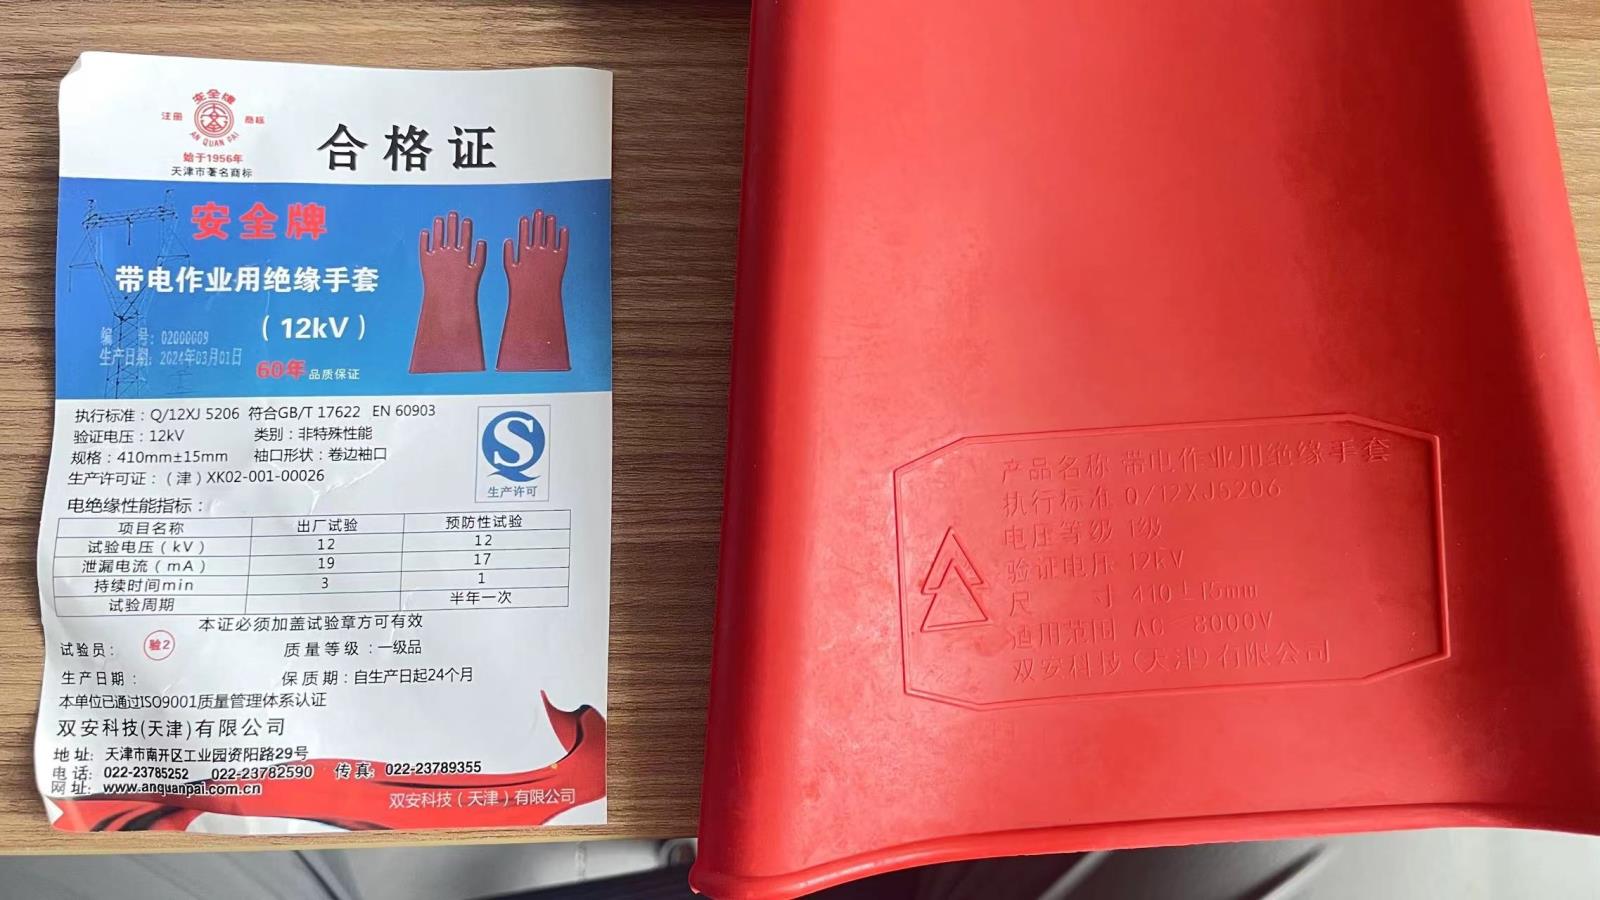 安全牌
注册 商标
AN QUAN PAI
始于1956年
天津市著名商标
合格证
安全牌
带电作业用绝缘手套
（12kV）
编 号: 02000009
生产日期: 2024年03月01日
60年 品质保证
执行标准：Q/12XJ 5206 符合GB/T 17622 EN 60903
验证电压：12kV 类别：非特殊性能
规格：410mm±15mm 袖口形状：卷边袖口
生产许可证：（津）XK02-001-00026
生产许可
电绝缘性能指标：
项目名称 出厂试验 预防性试验
试验电压（kV） 12 12
泄漏电流（mA） 19 17
持续时间min 3 1
试验周期 半年一次
本证必须加盖试验章方可有效
试验员： 验2 质量等级：一级品
生产日期： 保质期：自生产日起24个月
本单位已通过ISO9001质量管理体系认证
双安科技(天津)有限公司
地址: 天津市南开区工业园资阳路29号
电话: 022-23785252 022-23782590 传真: 022-23789355
网址: www.anquanpai.com.cn
双安科技（天津）有限公司
产品名称 带电作业用绝缘手套
执行标准 Q/12XJ5206
电压等级 1级
验证电压 12kV
尺 寸 410±15mm
适用范围 AC 8000V
双安科技(天津)有限公司